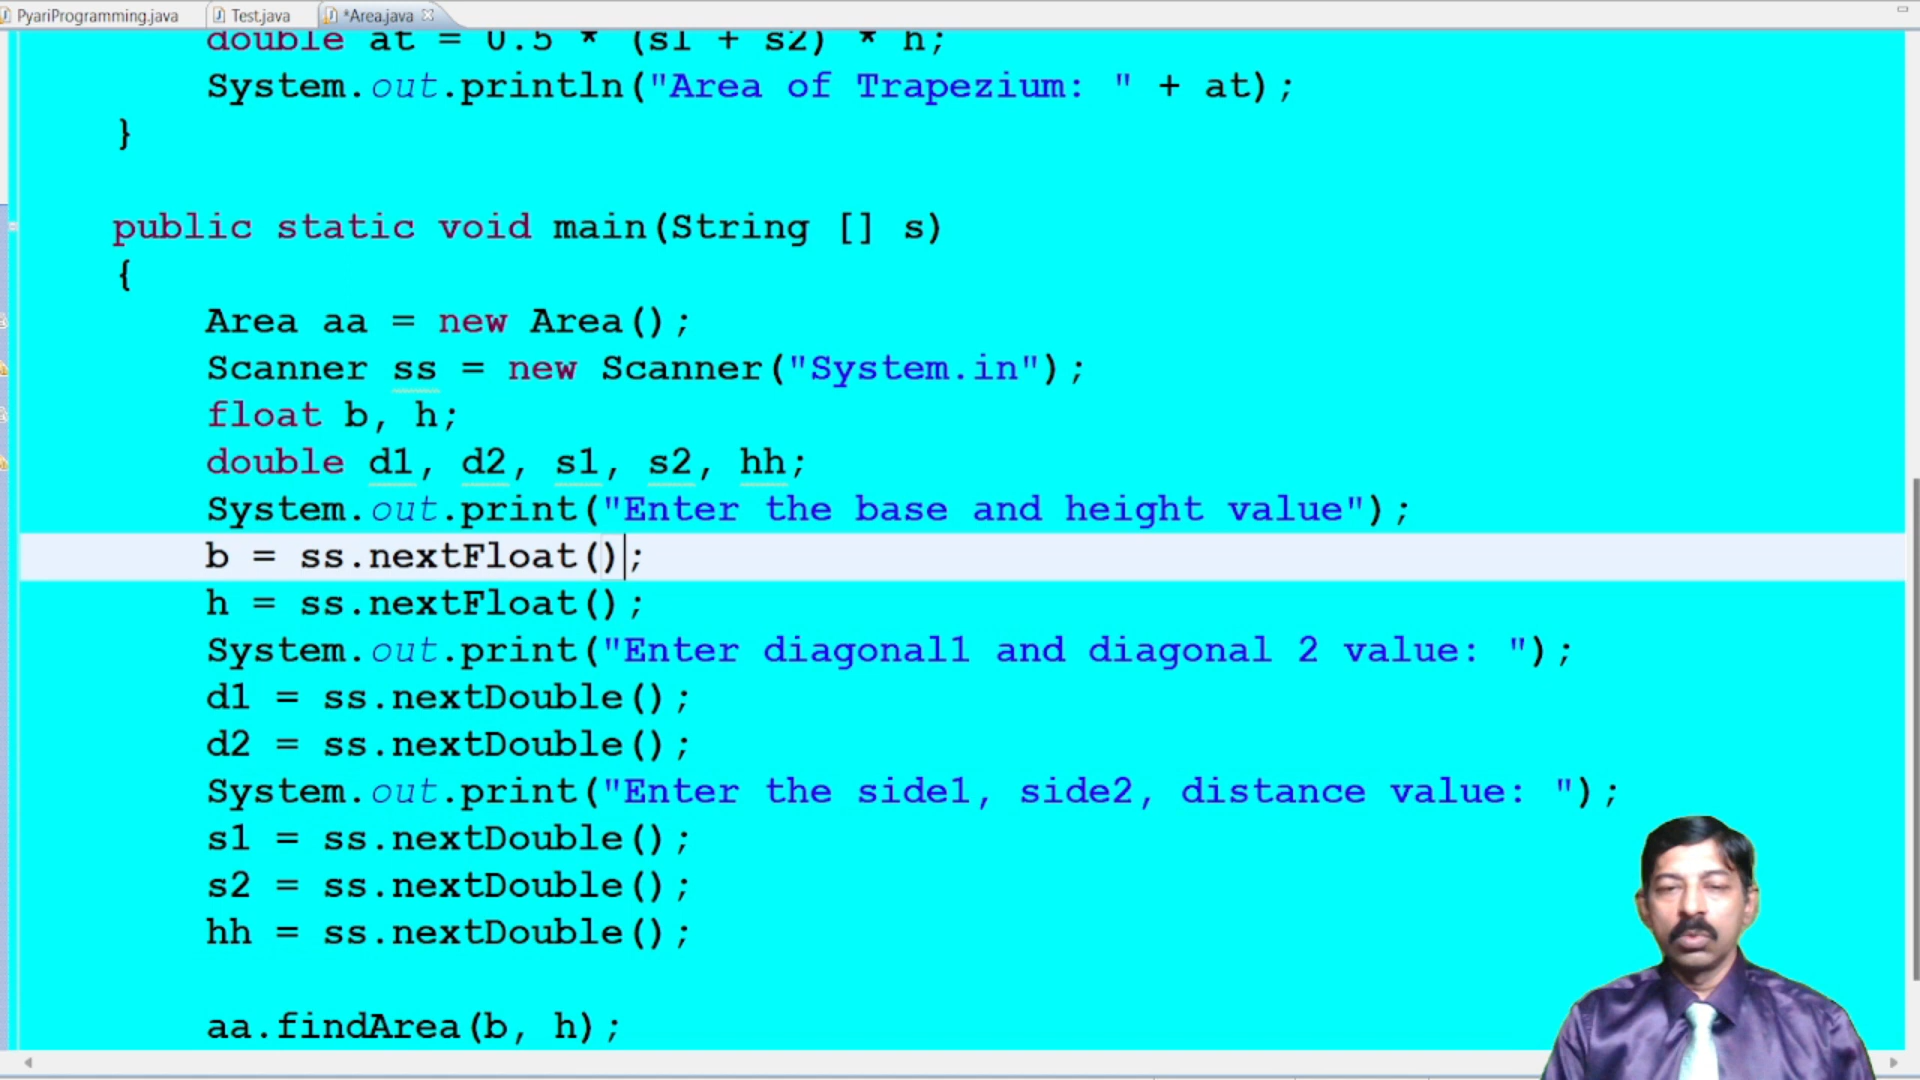 PyariProgramming.java Test.java *Area.java
double at = 0.5 * (s1 + s2) * h;
System.out.println("Area of Trapezium: " + at);
}
public static void main(String [] s)
{
Area aa = new Area();
Scanner ss = new Scanner("System.in");
float b, h;
double d1, d2, s1, s2, hh;
System.out.print("Enter the base and height value");
b = ss.nextFloat();
h = ss.nextFloat();
System.out.print("Enter diagonal1 and diagonal 2 value: ");
d1 = ss.nextDouble();
d2 = ss.nextDouble();
System.out.print("Enter the side1, side2, distance value: ");
s1 = ss.nextDouble();
s2 = ss.nextDouble();
hh = ss.nextDouble();
aa.findArea(b, h);